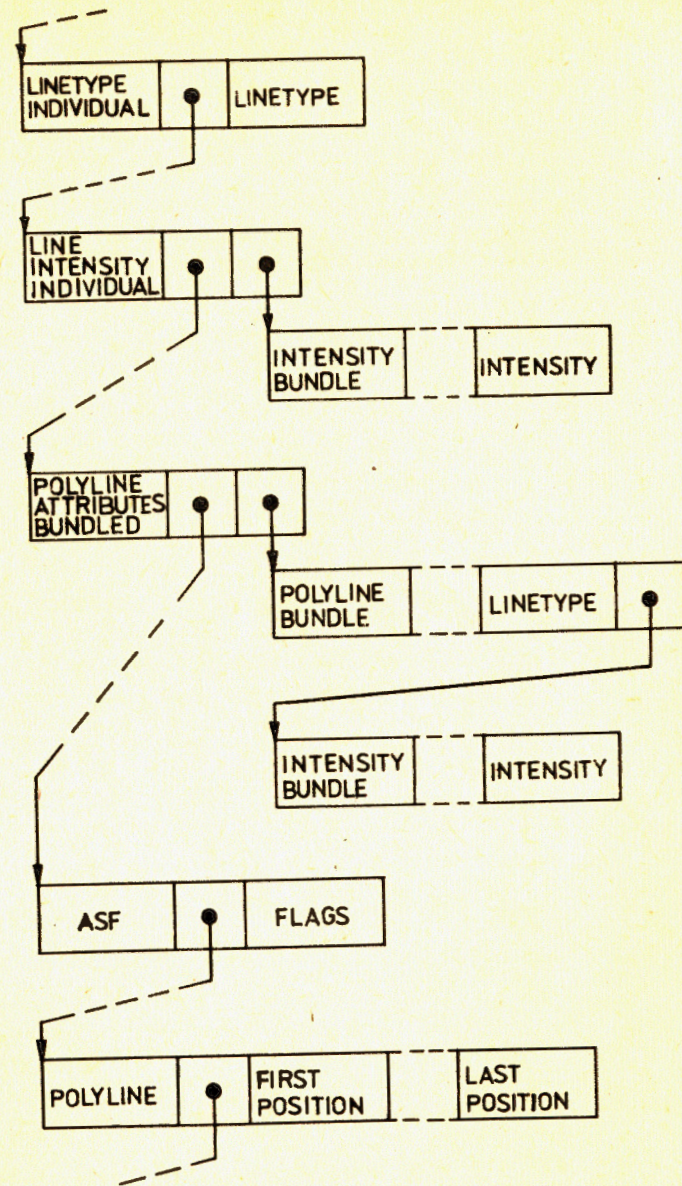 LINETYPE
INDIVIDUAL
LINETYPE
LINE
INTENSITY
INDIVIDUAL
INTENSITY
BUNDLE
INTENSITY
POLYLINE
ATTRIBUTES
BUNDLED
POLYLINE
BUNDLE
LINETYPE
INTENSITY
BUNDLE
INTENSITY
ASF
FLAGS
POLYLINE
FIRST
POSITION
LAST
POSITION